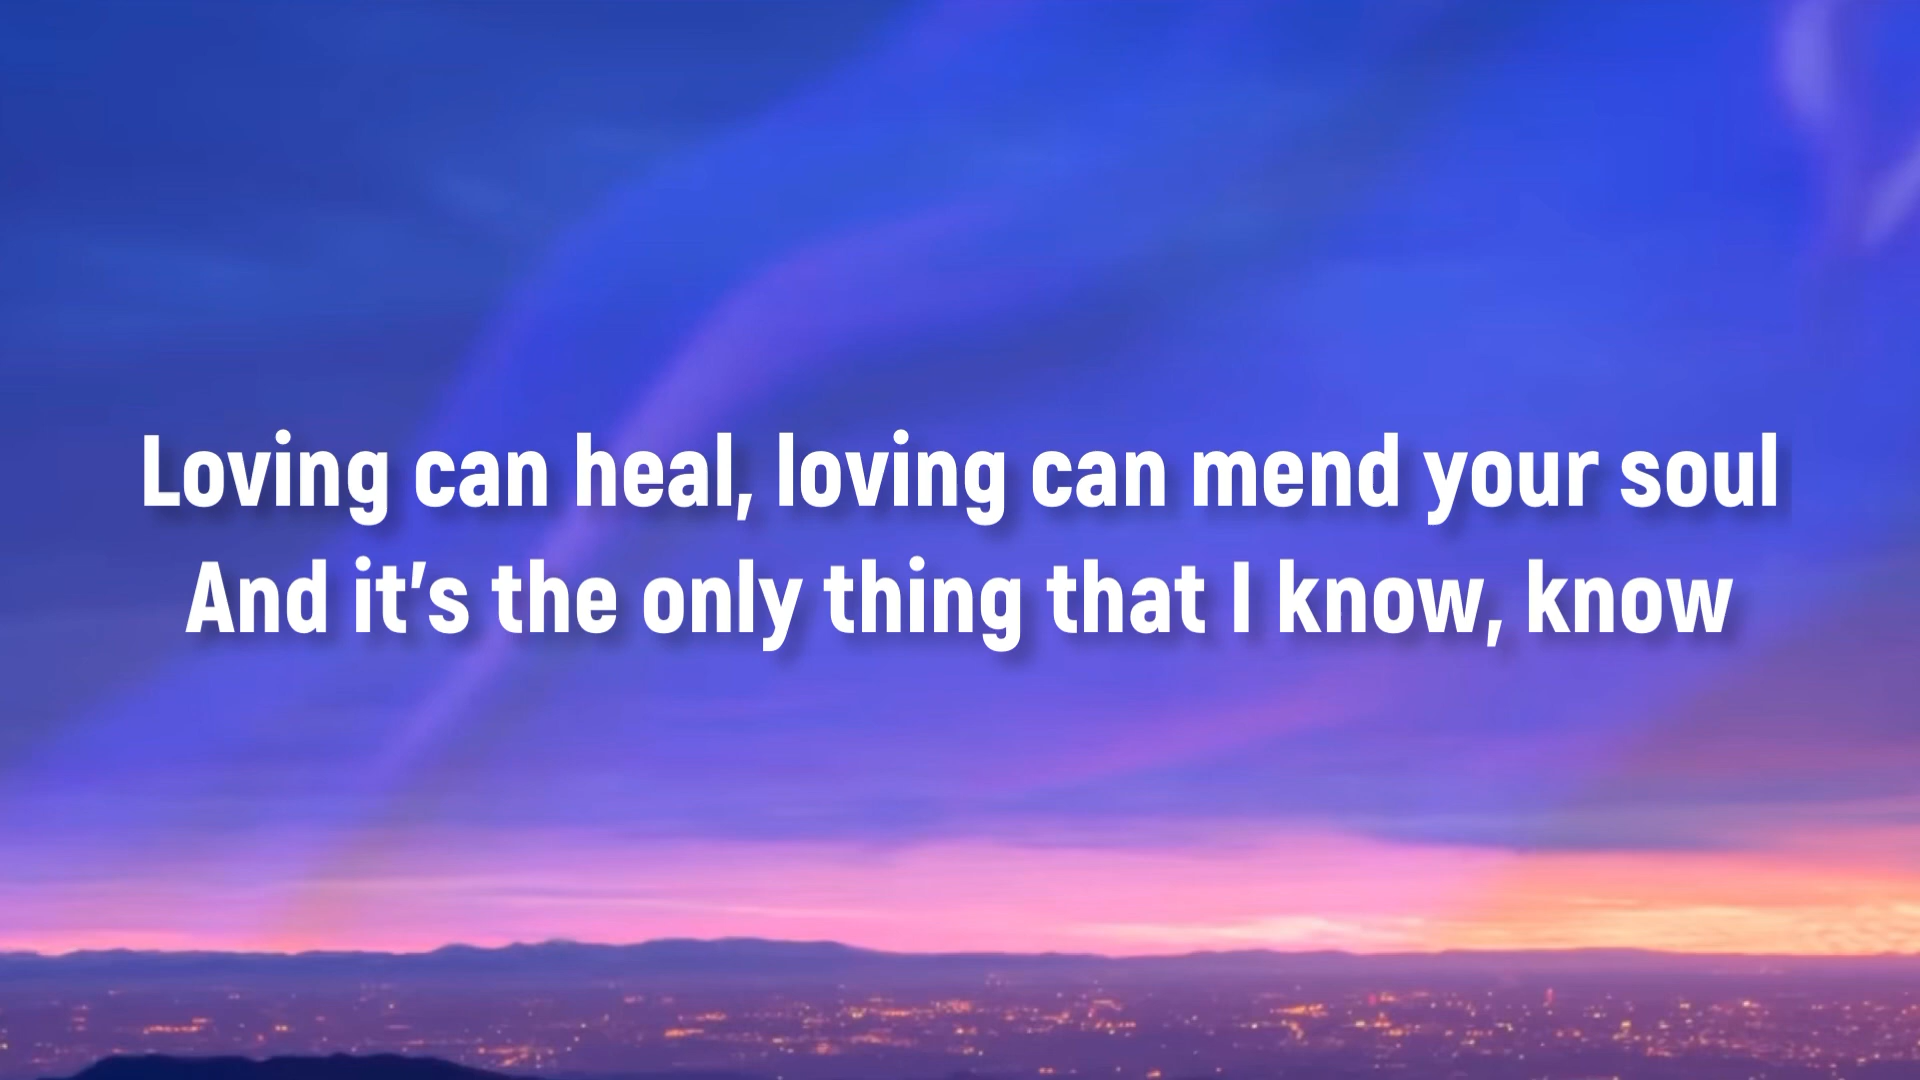 Loving can heal, loving can mend your soul
And it's the only thing that I know, know